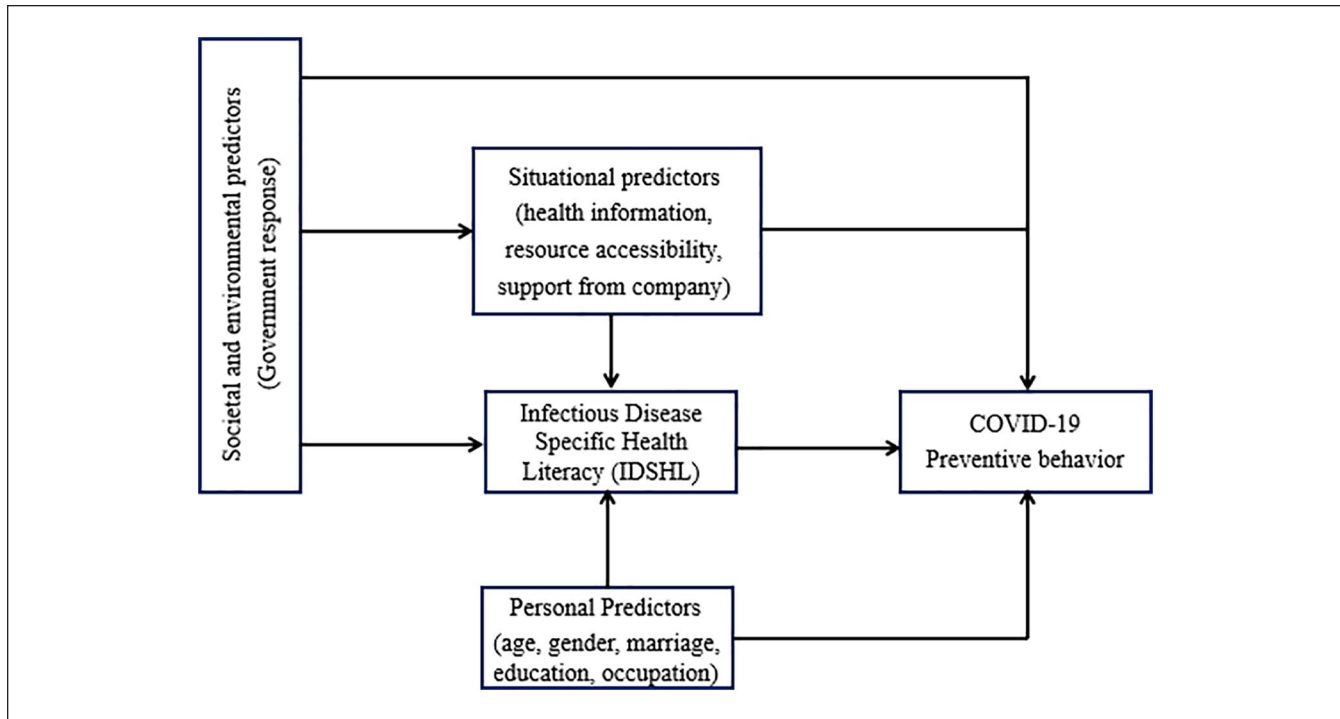 Societal and environmental predictors
(Government response)
Situational predictors
(health information,
resource accessibility,
support from company)
Infectious Disease
Specific Health
Literacy (IDSHL)
COVID-19
Preventive behavior
Personal Predictors
(age, gender, marriage,
education, occupation)